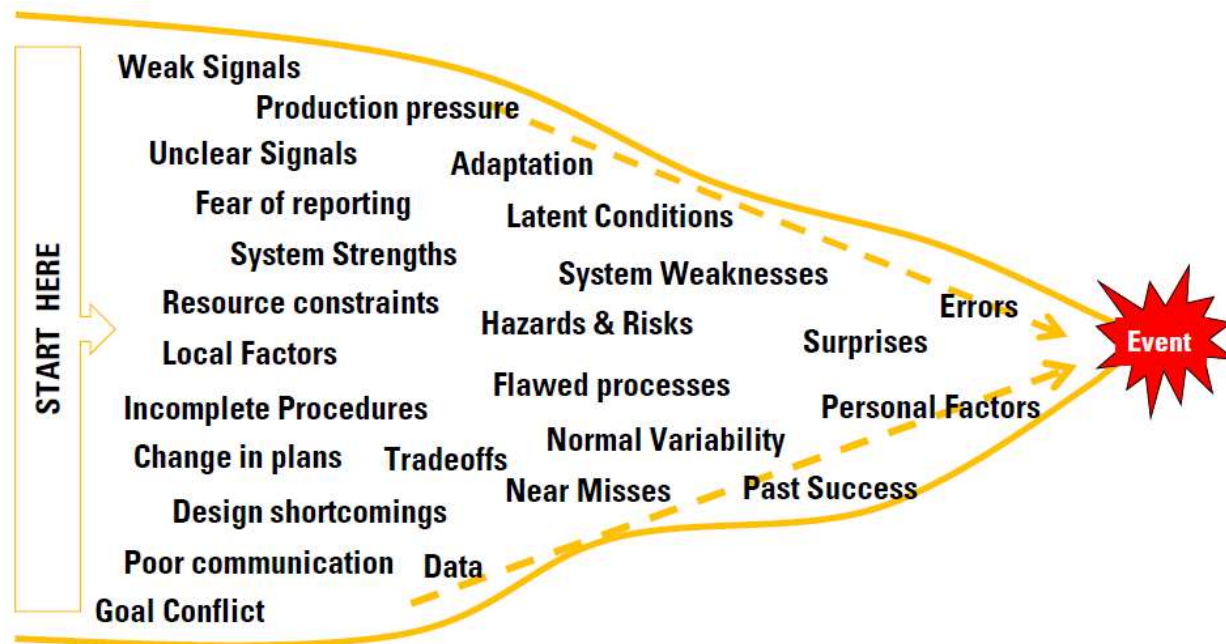 START HERE
Weak Signals
Production pressure
Unclear Signals
Adaptation
Fear of reporting
Latent Conditions
System Strengths
System Weaknesses
Resource constraints
Errors
Hazards & Risks
Surprises
Event
Local Factors
Flawed processes
Incomplete Procedures
Personal Factors
Normal Variability
Change in plans
Tradeoffs
Near Misses
Past Success
Design shortcomings
Poor communication
Data
Goal Conflict